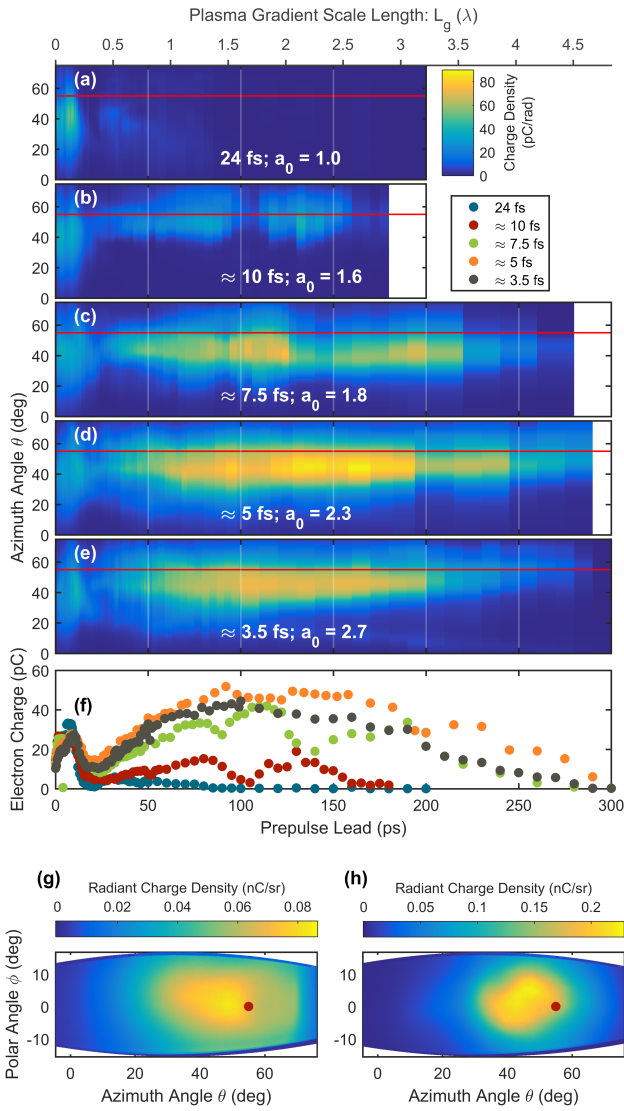 Plasma Gradient Scale Length: L_g (λ)
0 0.5 1 1.5 2 2.5 3 3.5 4 4.5
(a)
60
40
20
0
24 fs, a_0 = 1.0
80
60
40
20
0
Charge Density
(pC/rad)
(b)
60
40
20
0
≈ 10 fs; a_0 = 1.6
24 fs
≈ 10 fs
≈ 7.5 fs
≈ 5 fs
≈ 3.5 fs
(c)
60
40
20
0
≈ 7.5 fs; a_0 = 1.8
Azimuth Angle θ (deg)
(d)
60
40
20
0
≈ 5 fs; a_0 = 2.3
(e)
60
40
20
0
≈ 3.5 fs; a_0 = 2.7
(f)
Electron Charge (pC)
60
40
20
0
0 50 100 150 200 250 300
Prepulse Lead (ps)
(g)
Radiant Charge Density (nC/sr)
0 0.02 0.04 0.06 0.08
Polar Angle ϕ (deg)
10
0
-10
0 20 40 60
Azimuth Angle θ (deg)
(h)
Radiant Charge Density (nC/sr)
0 0.05 0.1 0.15 0.2
10
0
-10
0 20 40 60
Azimuth Angle θ (deg)